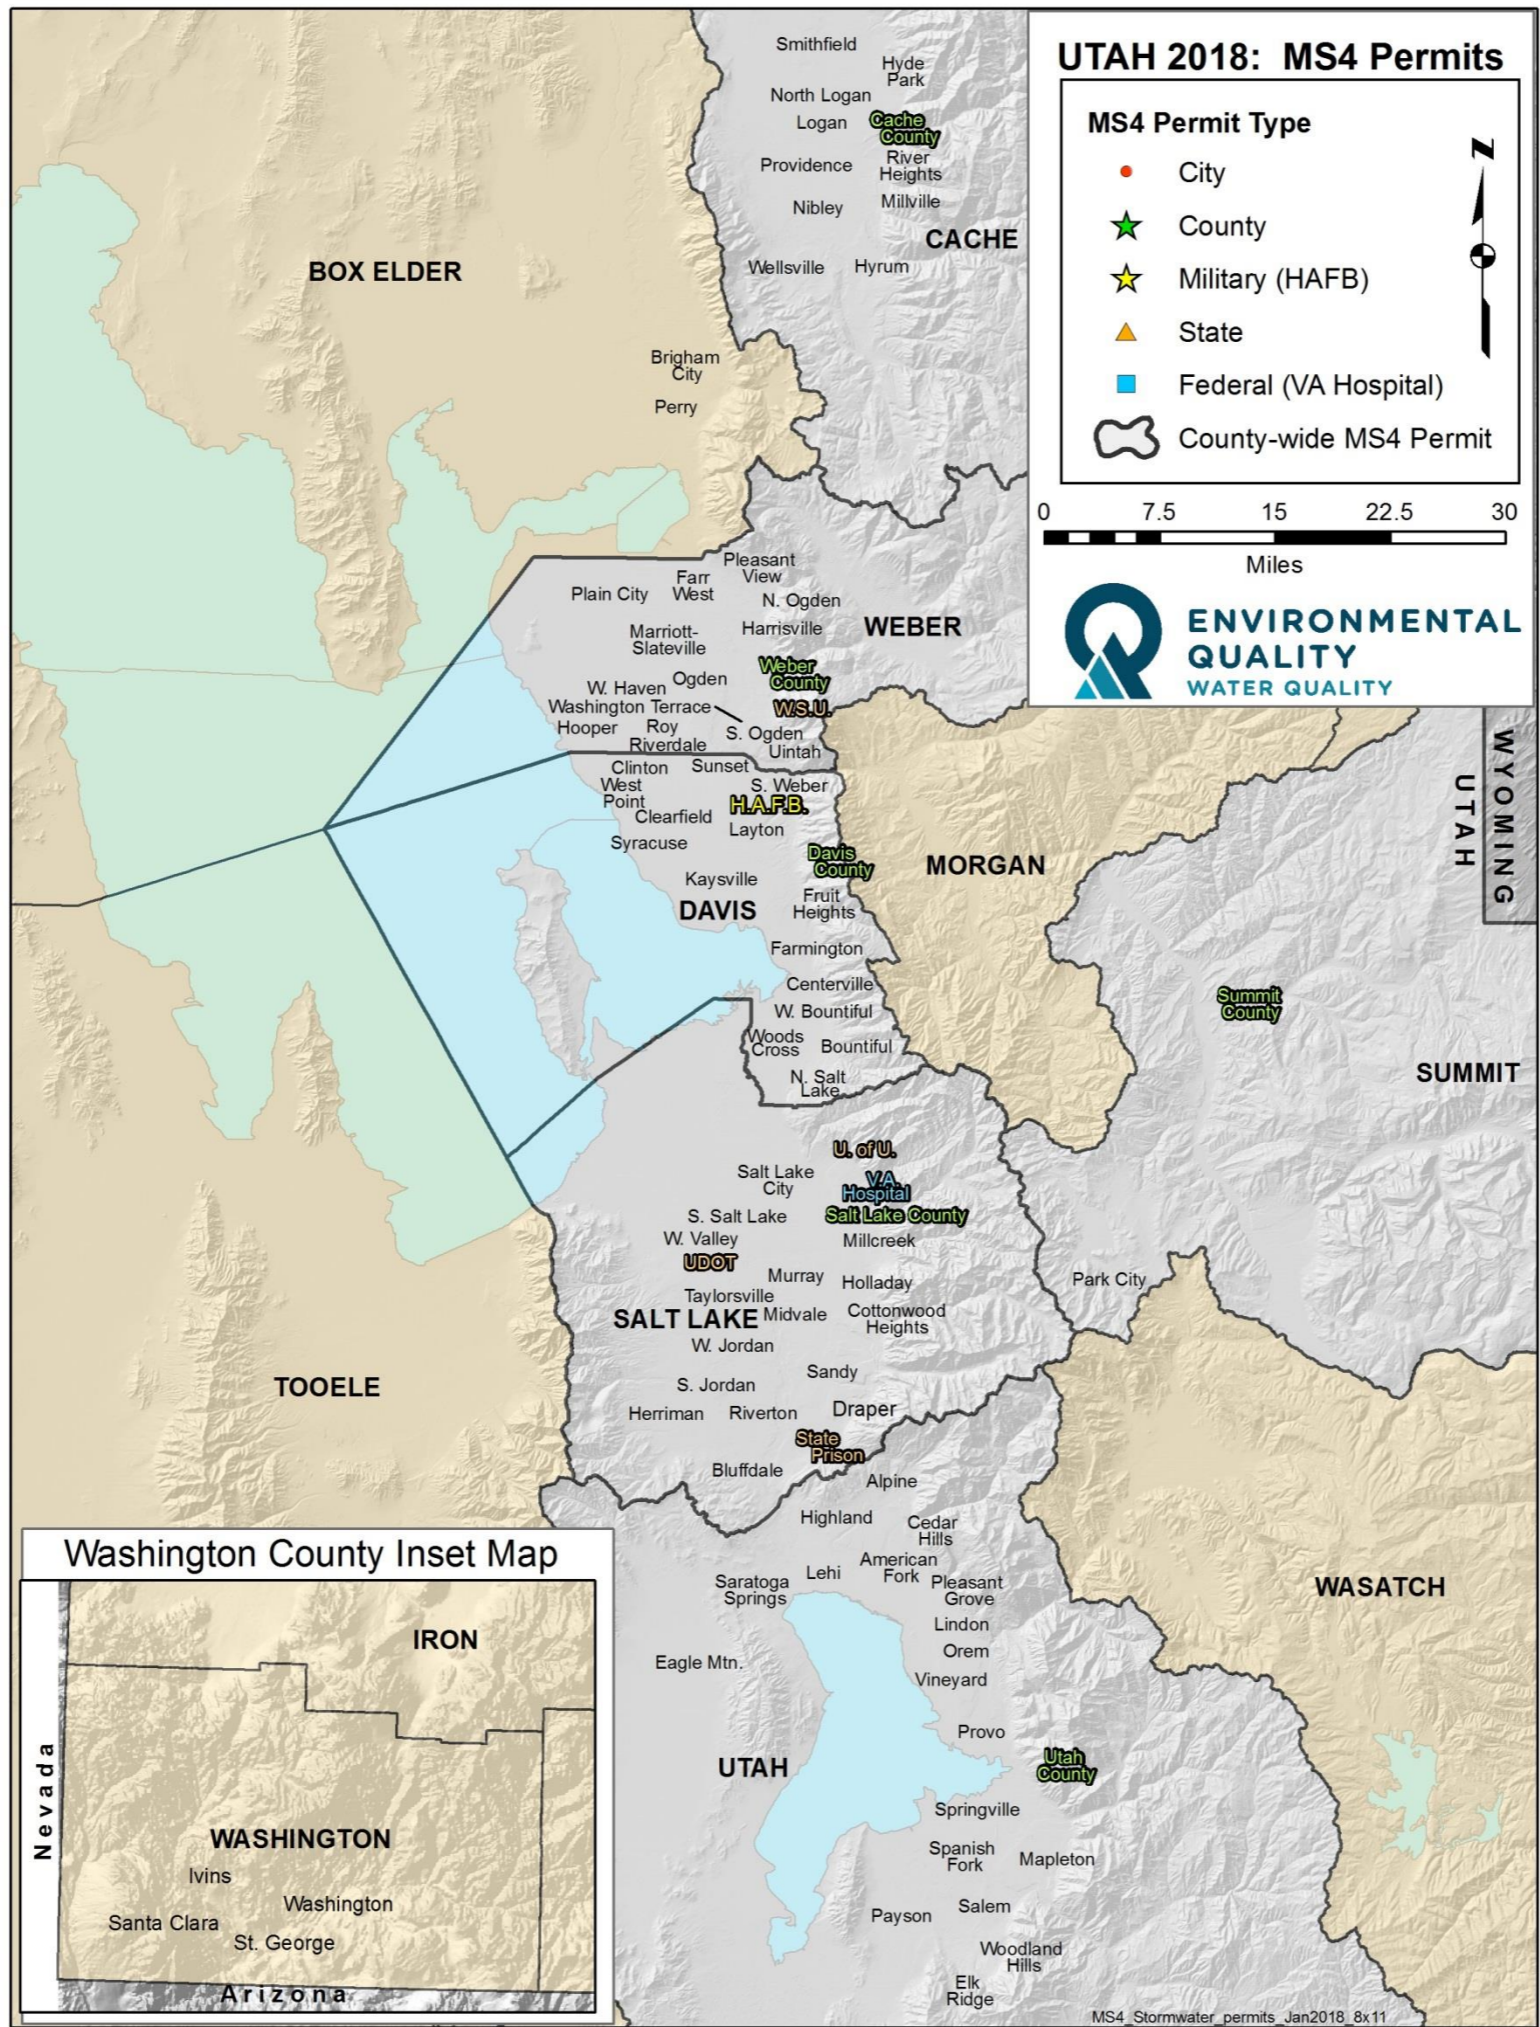 UTAH 2018: MS4 Permits
MS4 Permit Type
City
County
Military (HAFB)
State
Federal (VA Hospital)
County-wide MS4 Permit
Z
0 7.5 15 22.5 30
Miles
ENVIRONMENTAL
QUALITY
WATER QUALITY
Smithfield
Hyde
Park
North Logan
Logan
Cache
County
Providence
River
Heights
Nibley
Millville
CACHE
Wellsville
Hyrum
BOX ELDER
Brigham
City
Perry
Pleasant
View
Farr
West
Plain City
N. Ogden
Harrisville
WEBER
Marriott-
Slateville
Weber
County
Ogden
W. Haven
Washington Terrace
W.S.U.
Hooper
Roy
S. Ogden
Riverdale
Uintah
Clinton
Sunset
West
Point
S. Weber
H.A.F.B.
Clearfield
Layton
Syracuse
Davis
County
Kaysville
DAVIS
Fruit
Heights
Farmington
Centerville
W. Bountiful
Woods
Cross
Bountiful
N. Salt
Lake
MORGAN
WYOMING
UTAH
Summit
County
SUMMIT
Park City
U. of U.
Salt Lake
City
V.A.
Hospital
S. Salt Lake
Salt Lake County
W. Valley
Millcreek
UDOT
Murray
Holladay
Taylorsville
SALT LAKE
Midvale
Cottonwood
Heights
W. Jordan
Sandy
S. Jordan
Herriman
Riverton
Draper
State
Prison
Bluffdale
TOOELE
Alpine
Highland
Cedar
Hills
American
Fork
Lehi
Saratoga
Springs
Pleasant
Grove
Lindon
Orem
Eagle Mtn.
Vineyard
Provo
UTAH
Utah
County
Springville
Spanish
Fork
Mapleton
Salem
Payson
Woodland
Hills
Elk
Ridge
WASATCH
Washington County Inset Map
IRON
Nevada
WASHINGTON
Ivins
Washington
Santa Clara
St. George
Arizona
MS4_Stormwater_permits_Jan2018_8x11